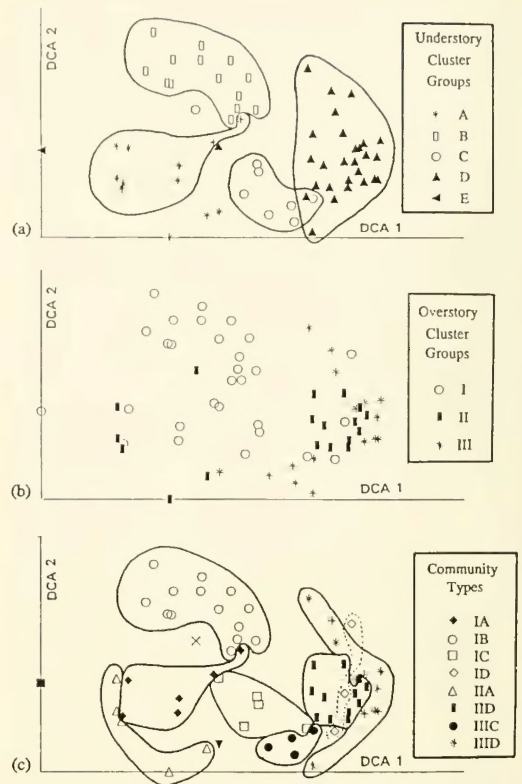 (a)
DCA 2
DCA 1
Understory
Cluster
Groups
A
B
C
D
E
(b)
DCA 2
DCA 1
Overstory
Cluster
Groups
I
II
III
(c)
DCA 2
DCA 1
Community
Types
IA
IB
IC
ID
IIA
IID
IIIC
IIID